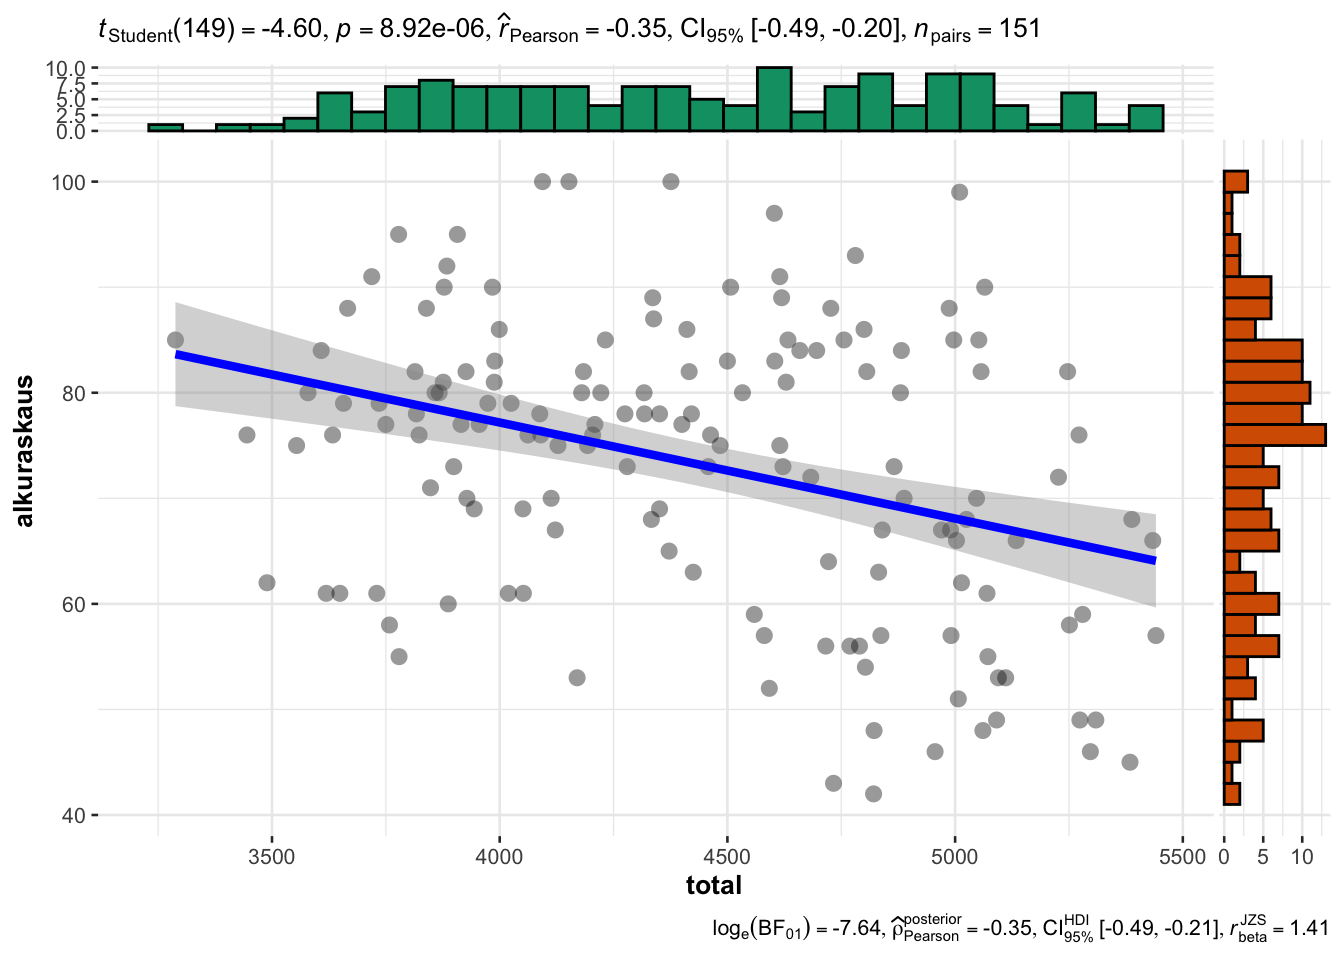 t̂Student(149) = -4.60, p = 8.92e-06, r̂Pearson = -0.35, CI95% [-0.49, -0.20], npairs = 151
10.0
7.5
5.0
2.5
0.0
100
80
60
40
alkuraskaus
3500 4000 4500 5000 5500 0 5 10
total
loge(BF01) = -7.64, ρ̂posteriorPearson = -0.35, CIHDI95% [-0.49, -0.21], rJZSbeta = 1.41